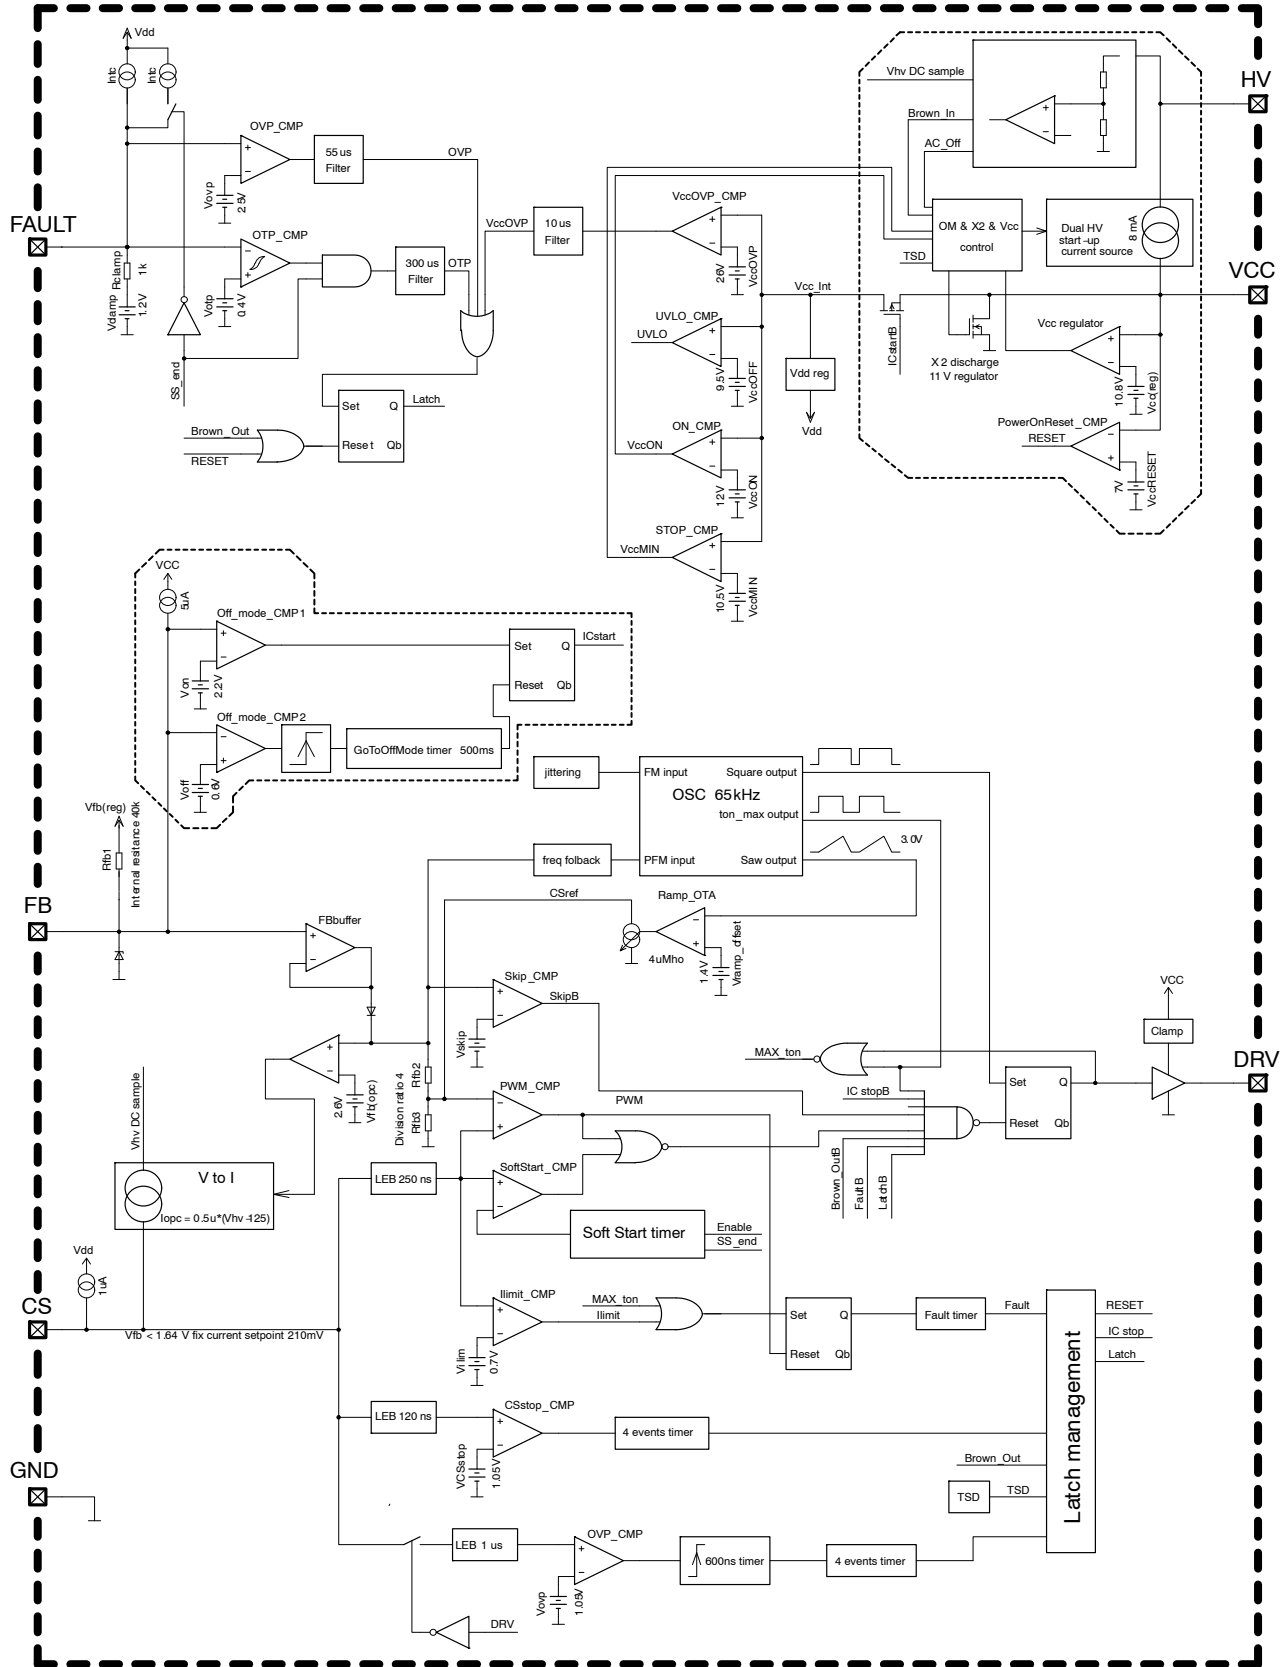 Vdd
Intc
Intc
OVP_CMP
+
−
55 us
Filter
OVP
Vovp
2.5V
FAULT
OTP_CMP
−
+
300 us
Filter
OTP
Rclamp
1k
Vclamp
1.2V
Votp
0.4V
SS_end
Brown_Out
RESET
Set
Q
Latch
Reset
Qb
VccOVP
10 us
Filter
VccOVP_CMP
+
−
26V
VccOVP
Vcc_Int
UVLO_CMP
UVLO
+
−
9.5V
VccOFF
Vdd reg
Vdd
ON_CMP
VccON
+
−
12V
VccON
STOP_CMP
VccMIN
+
−
10.5V
VccMIN
Vhv DC sample
Brown_In
AC_Off
+
−
HV
OM & X2 & Vcc
control
TSD
Dual HV
start-up
current source
8 mA
VCC
ICstartB
X2 discharge
11 V regulator
Vcc regulator
+
−
10.8V
Vcc(reg)
PowerOnReset_CMP
RESET
−
+
7V
VccRESET
VCC
5uA
Off_mode_CMP1
+
−
Von
2.2V
Set
Q
ICstart
Reset
Qb
Off_mode_CMP2
−
+
GoToOffMode timer 500ms
Voff
0.6V
Vfb(reg)
Rfb1
Internal resitance 40k
FB
FBbuffer
+
−
jittering
FM input
Square output
OSC 65kHz
ton_max output
freq folback
PFM input
Saw output
3.0V
CSref
Ramp_OTA
−
+
4uMho
1.4V
Vramp_offset
Skip_CMP
+
−
SkipB
Vskip
+
−
2.6V
Vfb(opc)
Division ratio 4
Rfb2
Rfb3
PWM_CMP
−
+
PWM
MAX_ton
IC stopB
Brown_OutB
FaultB
LatchB
Set
Q
Reset
Qb
VCC
Clamp
DRV
Vhv DC sample
V to I
Iopc = 0.5u*(Vhv-125)
LEB 250 ns
SoftStart_CMP
+
−
Soft Start timer
Enable
SS_end
Vdd
1uA
CS
Vfb < 1.64 V fix current setpoint 210mV
Ilimit_CMP
+
−
Vilim
0.7V
MAX_ton
Ilimit
Set
Q
Reset
Qb
Fault timer
Fault
Latch management
RESET
IC stop
Latch
LEB 120 ns
CSstop_CMP
+
−
VCSstop
1.05V
4 events timer
Brown_Out
TSD
TSD
GND
LEB 1 us
OVP_CMP
+
−
Vovp
1.05V
600ns timer
4 events timer
DRV